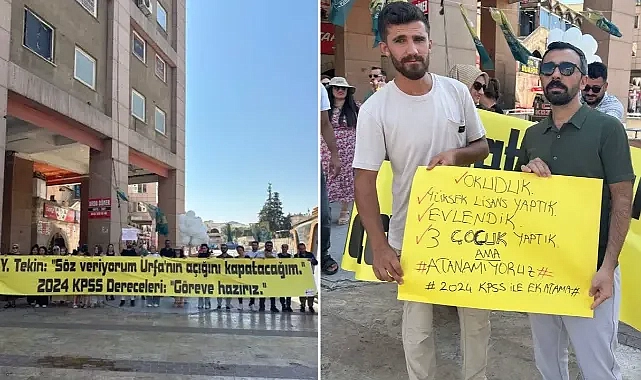 Y. Tekin: "Söz veriyorum Urfa'nın açığını kapatacağım."
2024 KPSS Dereceleri: "Göreve hazırız."
✓OKUDUK.
✓YÜKSEK LİSANS YAPTIK.
✓EVLENDİK.
✓3 ÇOCUK YAPTIK.
AMA
#ATANAMIYORUZ#
#2024 KPSS İLE EK ATAMA#